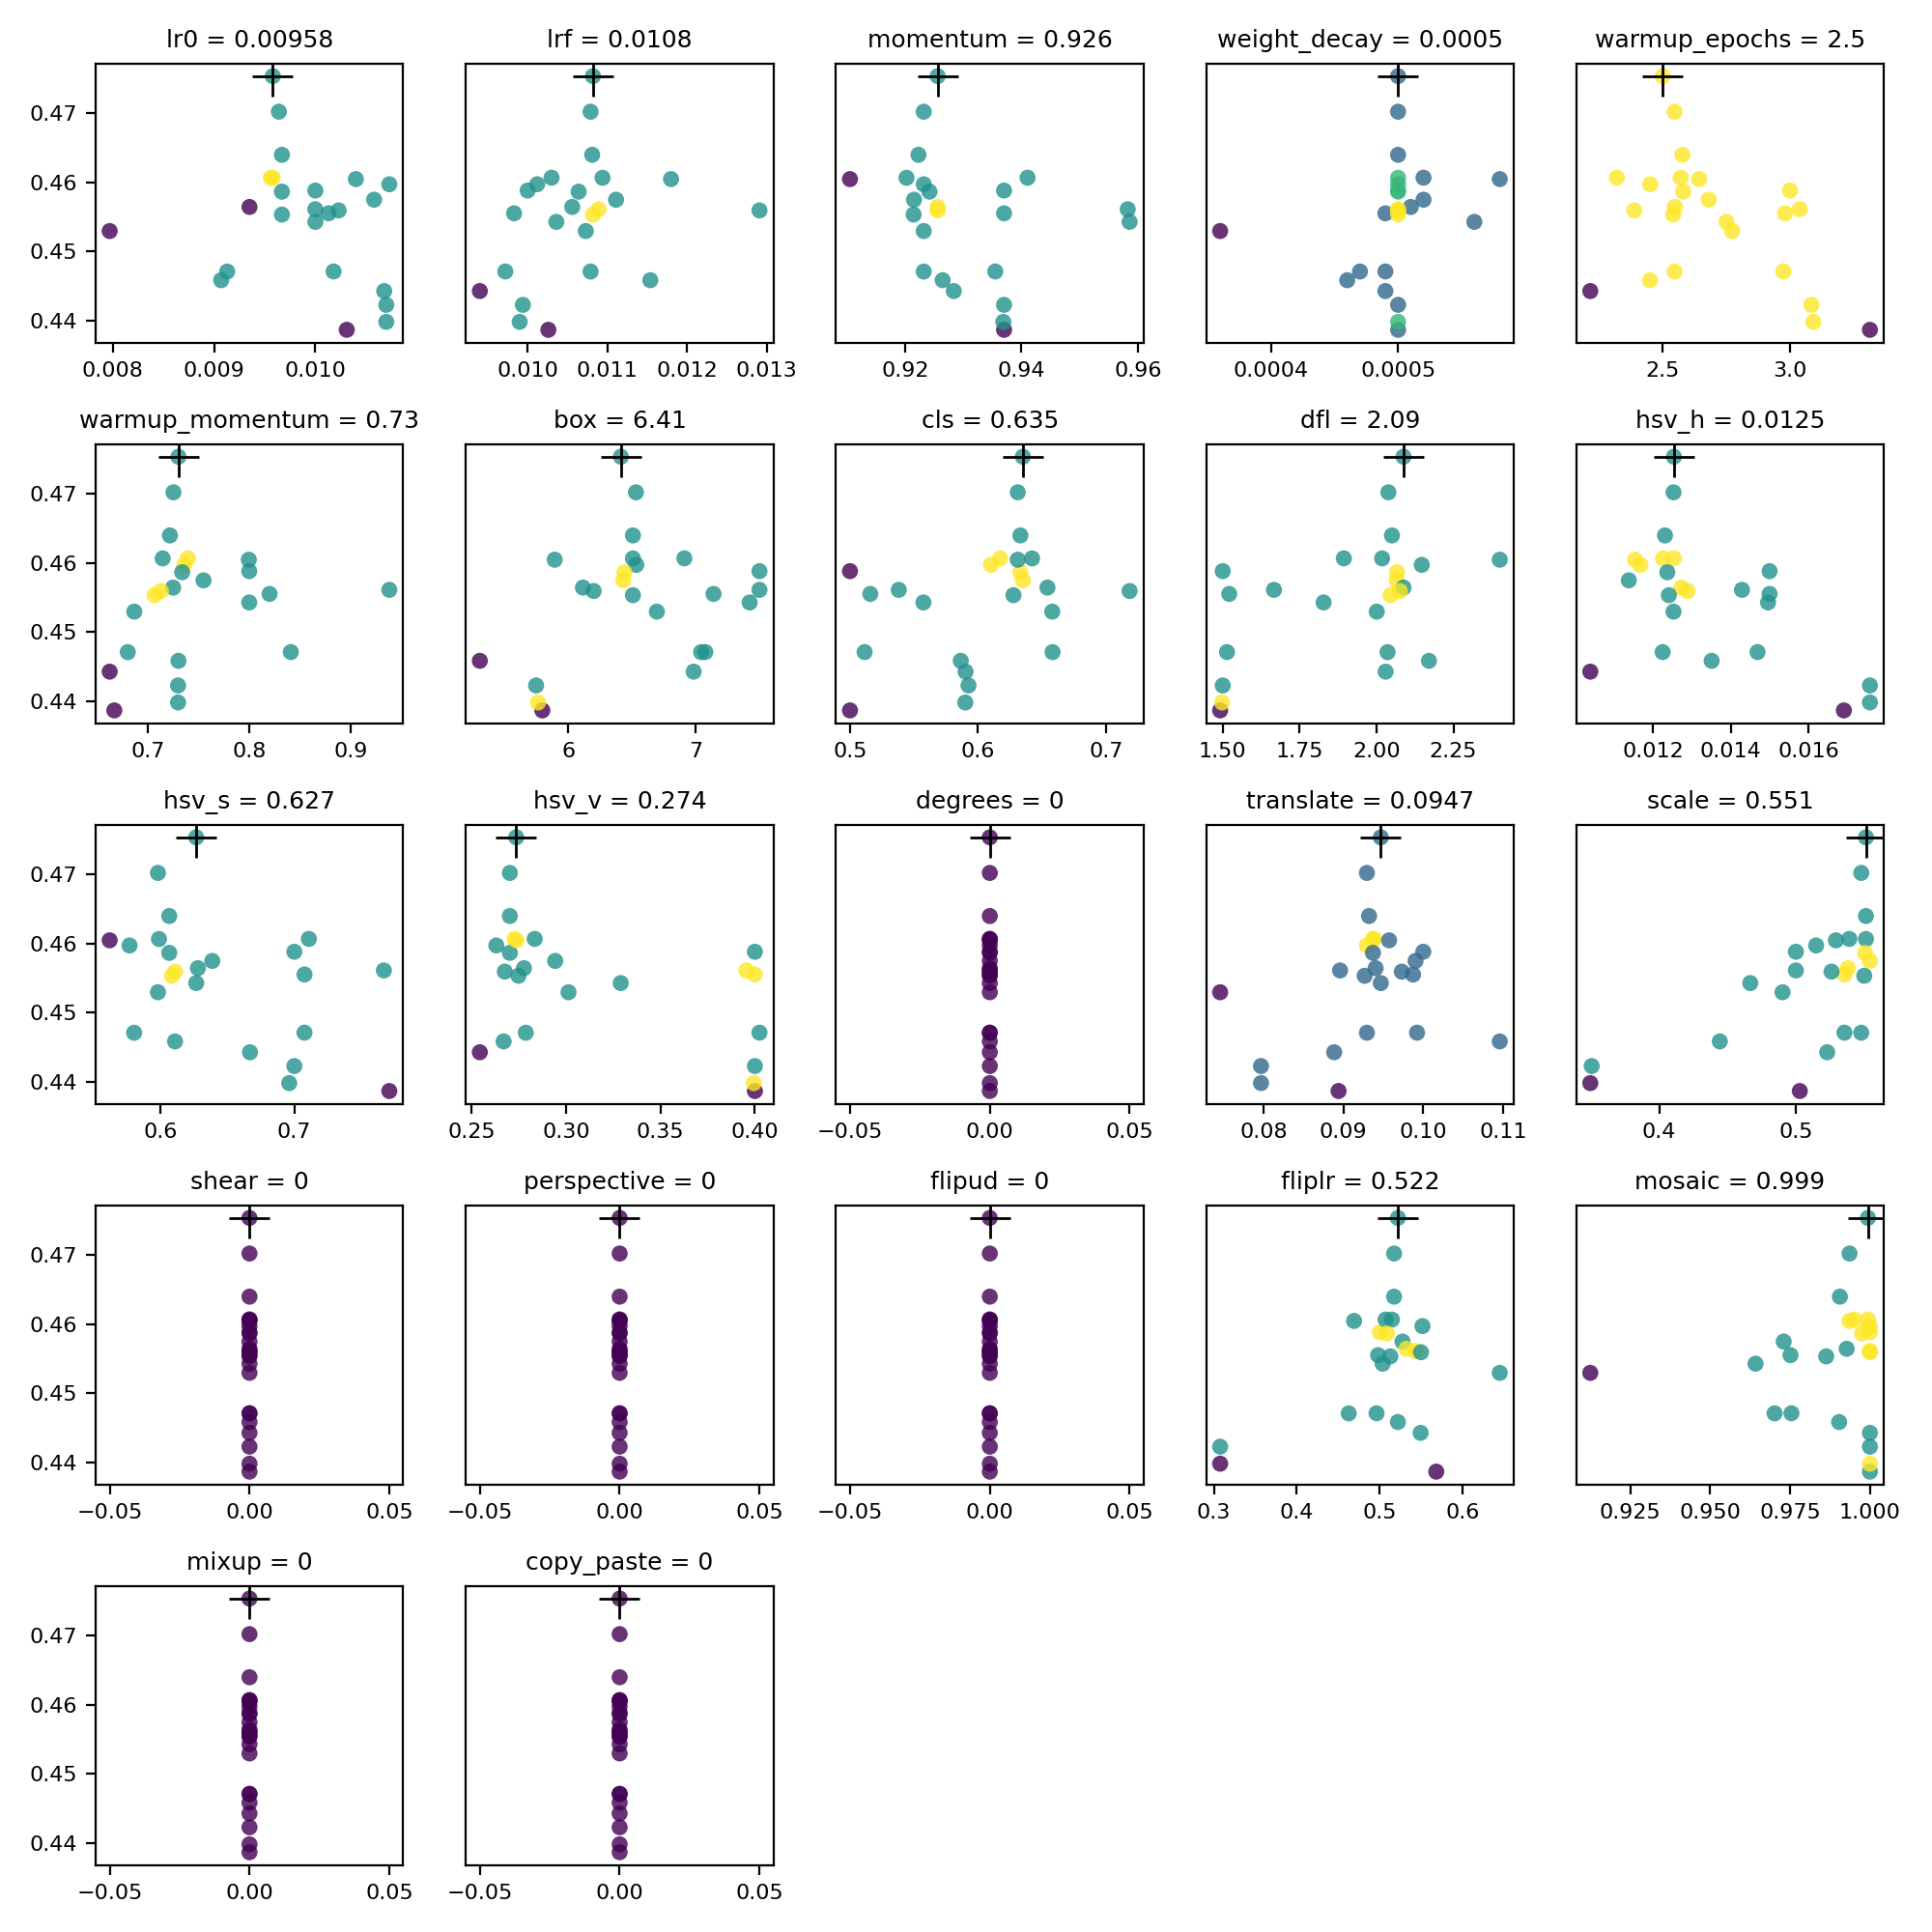 lr0 = 0.00958 lrf = 0.0108 momentum = 0.926 weight_decay = 0.0005 warmup_epochs = 2.5
0.47
0.46
0.45
0.44
0.008 0.009 0.010 0.010 0.011 0.012 0.013 0.92 0.94 0.96 0.0004 0.0005 2.5 3.0
warmup_momentum = 0.73 box = 6.41 cls = 0.635 dfl = 2.09 hsv_h = 0.0125
0.47
0.46
0.45
0.44
0.7 0.8 0.9 6 7 0.5 0.6 0.7 1.50 1.75 2.00 2.25 0.012 0.014 0.016
hsv_s = 0.627 hsv_v = 0.274 degrees = 0 translate = 0.0947 scale = 0.551
0.47
0.46
0.45
0.44
0.6 0.7 0.25 0.30 0.35 0.40 −0.05 0.00 0.05 0.08 0.09 0.10 0.11 0.4 0.5
shear = 0 perspective = 0 flipud = 0 fliplr = 0.522 mosaic = 0.999
0.47
0.46
0.45
0.44
−0.05 0.00 0.05 −0.05 0.00 0.05 −0.05 0.00 0.05 0.3 0.4 0.5 0.6 0.925 0.950 0.975 1.000
mixup = 0 copy_paste = 0
0.47
0.46
0.45
0.44
−0.05 0.00 0.05 −0.05 0.00 0.05